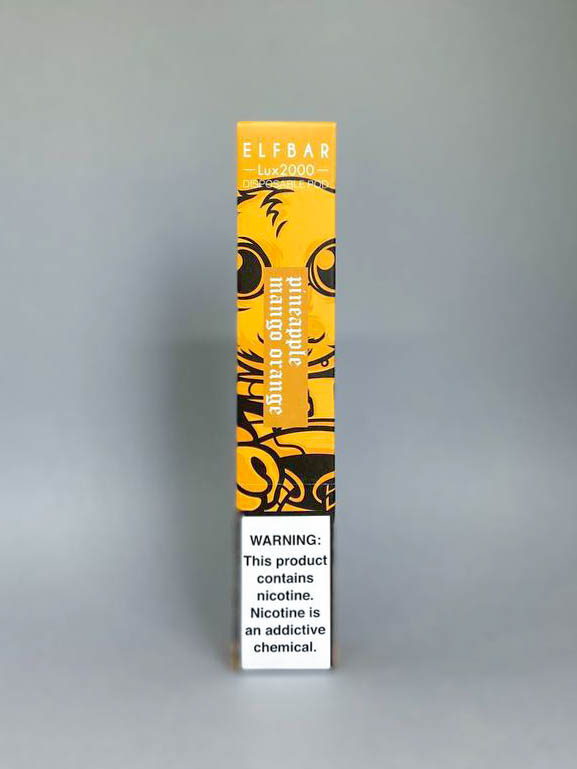 ELFBAR
Lux2000
DISPOSABLE POD
pineapple
mango orange
WARNING:
This product
contains
nicotine.
Nicotine is
an addictive
chemical.